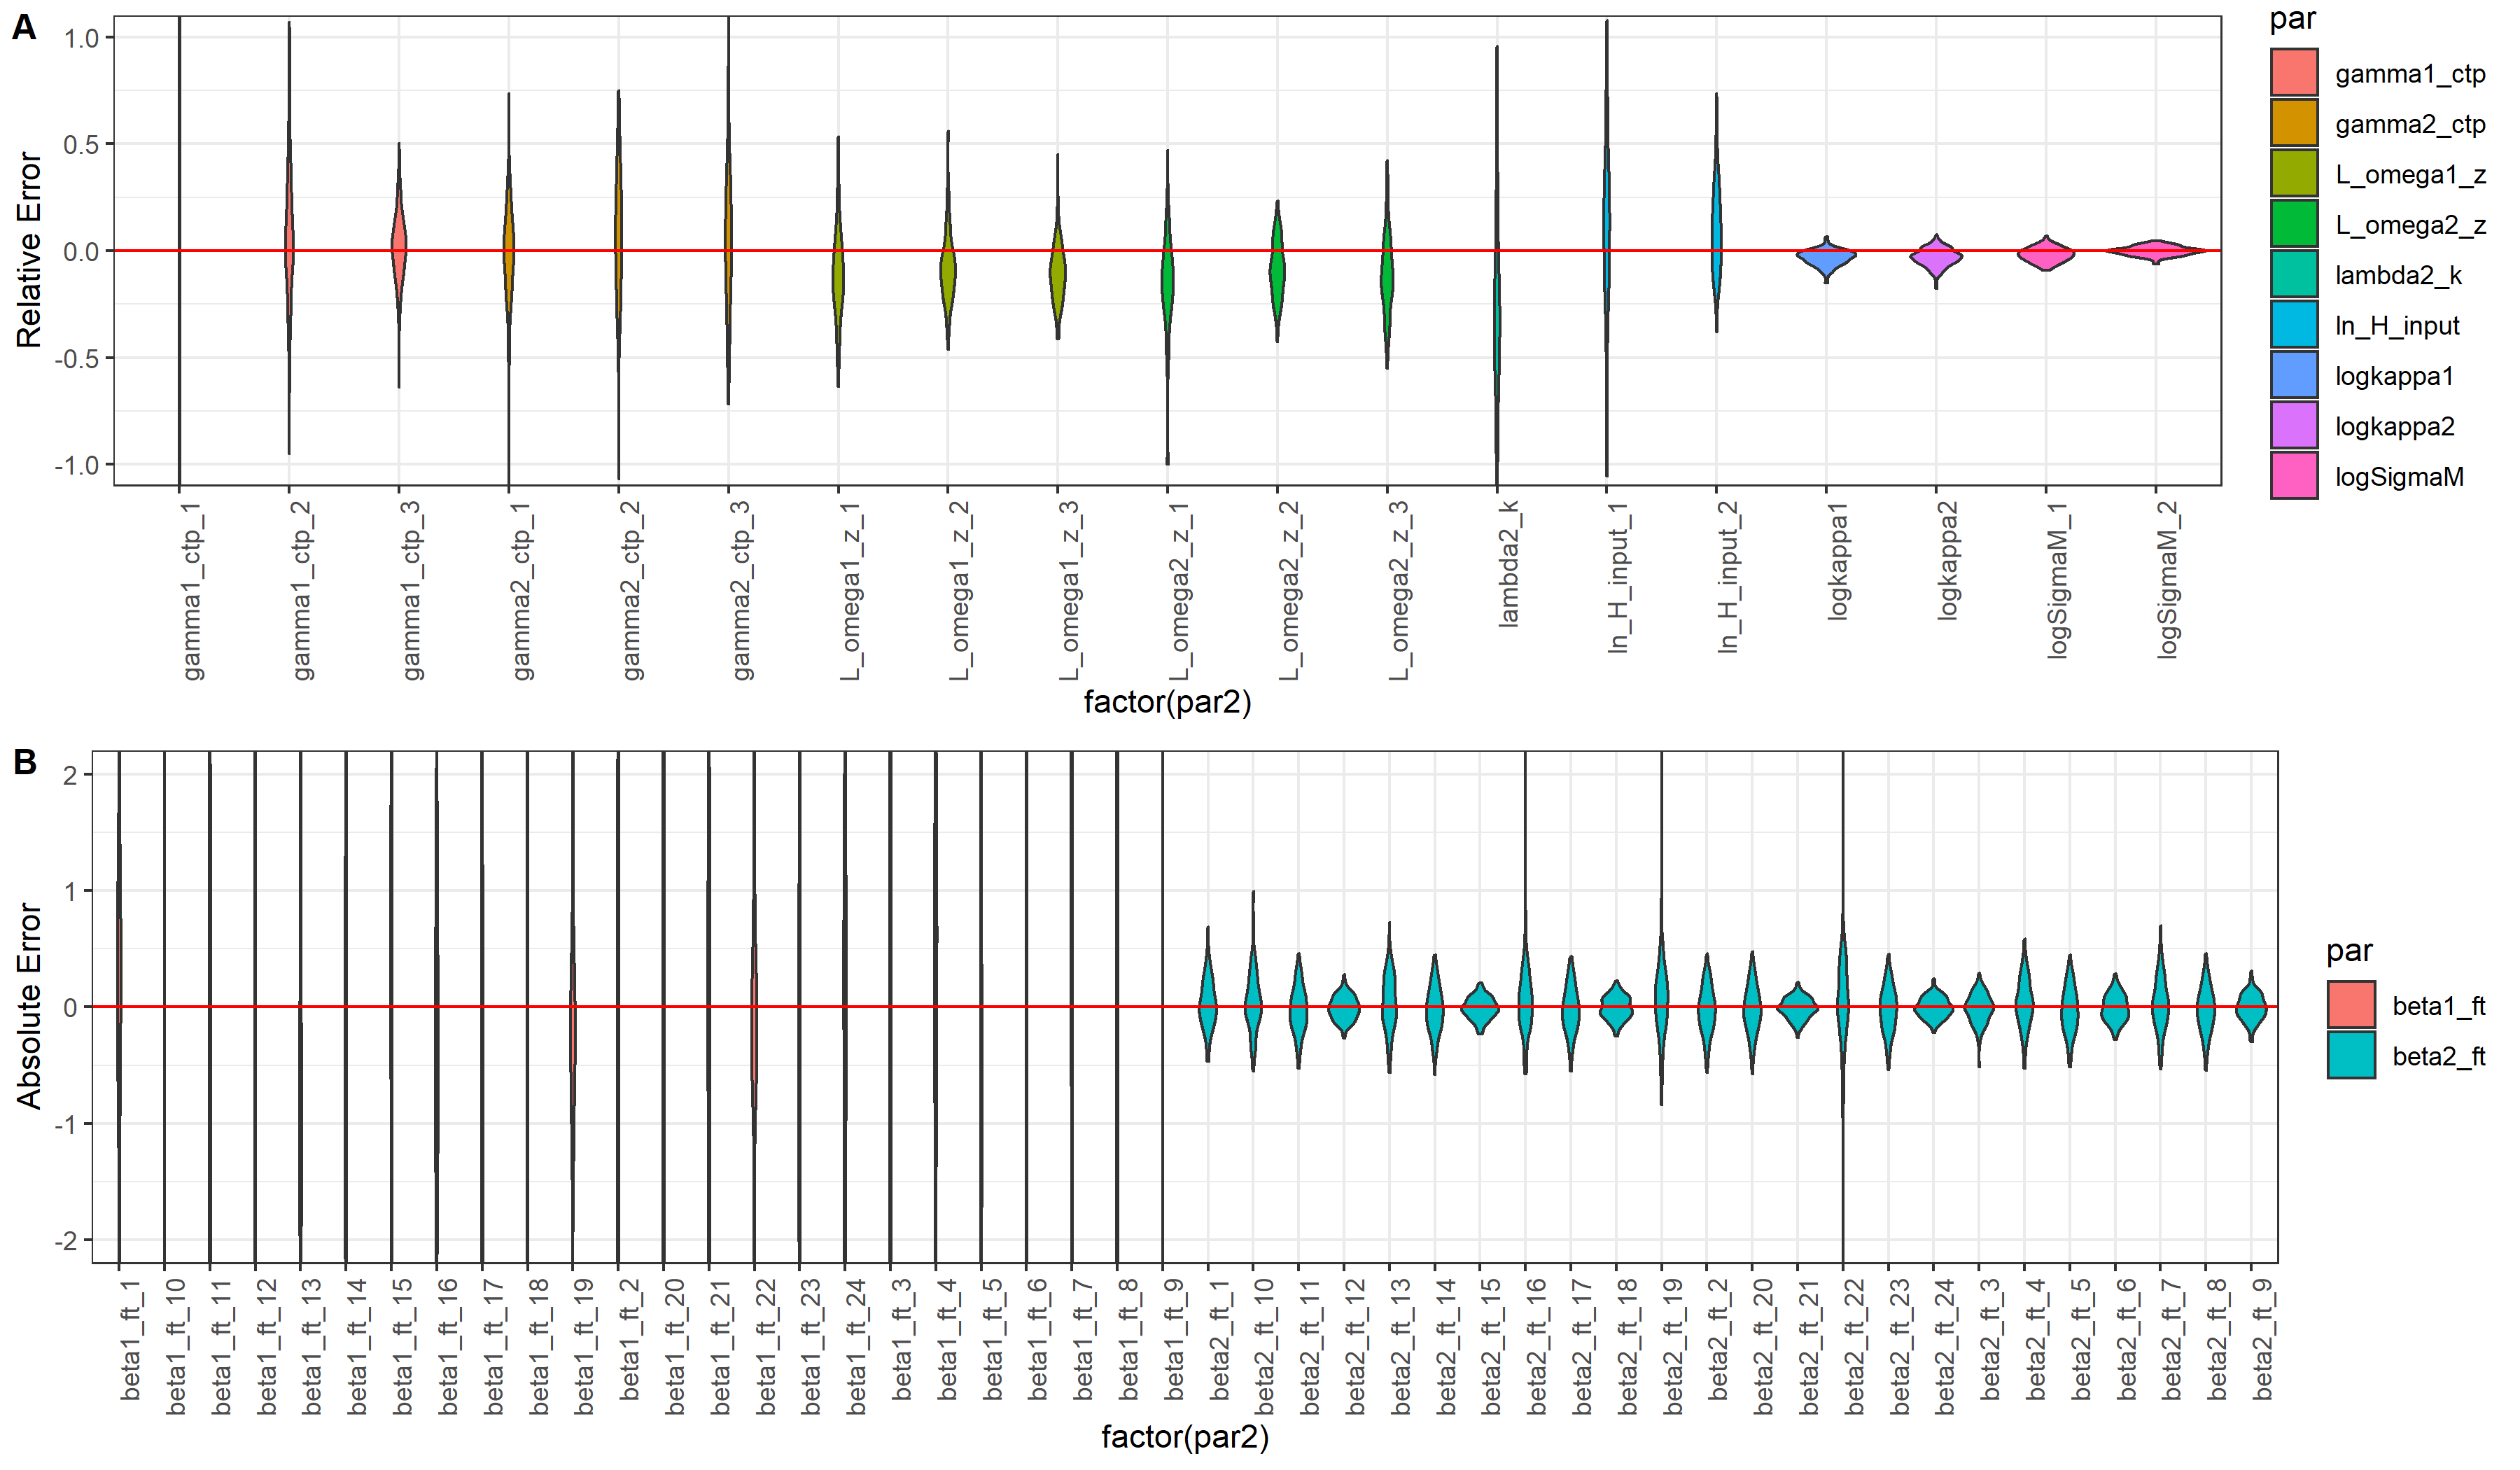 A
Relative Error
1.0
0.5
0.0
-0.5
-1.0
gamma1_ctp_1
gamma1_ctp_2
gamma1_ctp_3
gamma2_ctp_1
gamma2_ctp_2
gamma2_ctp_3
L_omega1_z_1
L_omega1_z_2
L_omega1_z_3
L_omega2_z_1
L_omega2_z_2
L_omega2_z_3
lambda2_k
ln_H_input_1
ln_H_input_2
logkappa1
logkappa2
logSigmaM_1
logSigmaM_2
factor(par2)
par
gamma1_ctp
gamma2_ctp
L_omega1_z
L_omega2_z
lambda2_k
ln_H_input
logkappa1
logkappa2
logSigmaM
B
Absolute Error
2
1
0
-1
-2
beta1_ft_1
beta1_ft_10
beta1_ft_11
beta1_ft_12
beta1_ft_13
beta1_ft_14
beta1_ft_15
beta1_ft_16
beta1_ft_17
beta1_ft_18
beta1_ft_19
beta1_ft_2
beta1_ft_20
beta1_ft_21
beta1_ft_22
beta1_ft_23
beta1_ft_24
beta1_ft_3
beta1_ft_4
beta1_ft_5
beta1_ft_6
beta1_ft_7
beta1_ft_8
beta1_ft_9
beta2_ft_1
beta2_ft_10
beta2_ft_11
beta2_ft_12
beta2_ft_13
beta2_ft_14
beta2_ft_15
beta2_ft_16
beta2_ft_17
beta2_ft_18
beta2_ft_19
beta2_ft_2
beta2_ft_20
beta2_ft_21
beta2_ft_22
beta2_ft_23
beta2_ft_24
beta2_ft_3
beta2_ft_4
beta2_ft_5
beta2_ft_6
beta2_ft_7
beta2_ft_8
beta2_ft_9
factor(par2)
par
beta1_ft
beta2_ft